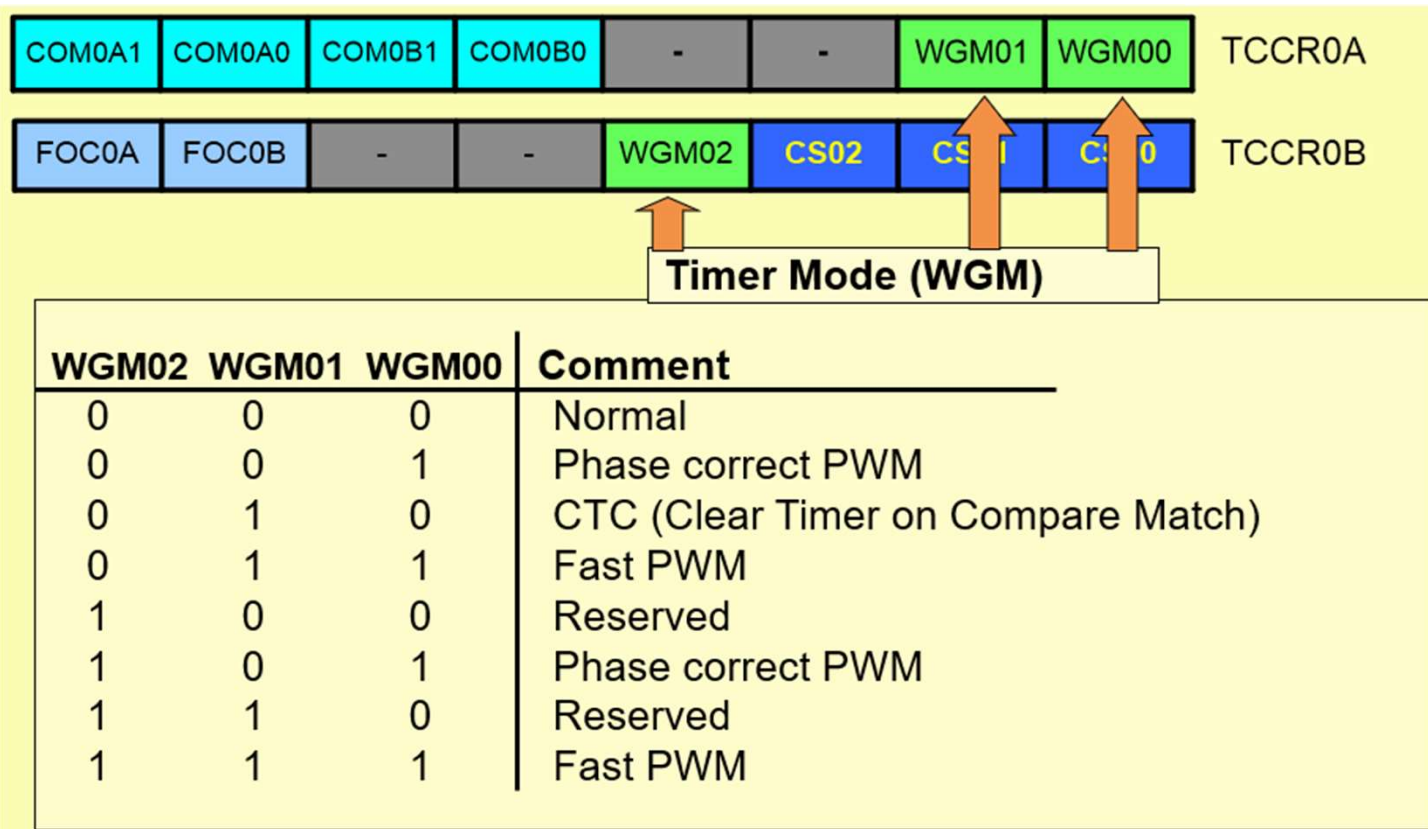 COM0A1 COM0A0 COM0B1 COM0B0 - - WGM01 WGM00 TCCR0A
FOC0A FOC0B - - WGM02 CS02 TCCR0B
Timer Mode (WGM)
WGM02 WGM01 WGM00 Comment
0 0 0 Normal
0 0 1 Phase correct PWM
0 1 0 CTC (Clear Timer on Compare Match)
0 1 1 Fast PWM
1 0 0 Reserved
1 0 1 Phase correct PWM
1 1 0 Reserved
1 1 1 Fast PWM